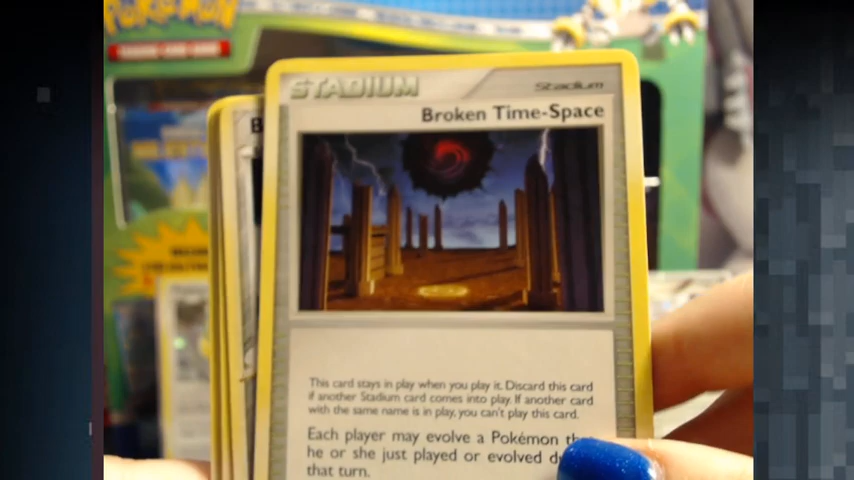 Pokémon
STADIUM Stadium
Broken Time-Space
B
This card stays in play when you play it. Discard this card
if another Stadium card comes into play. If another card
with the same name is in play, you can't play this card.
Each player may evolve a Pokémon
he or she just played or evolved
that turn.